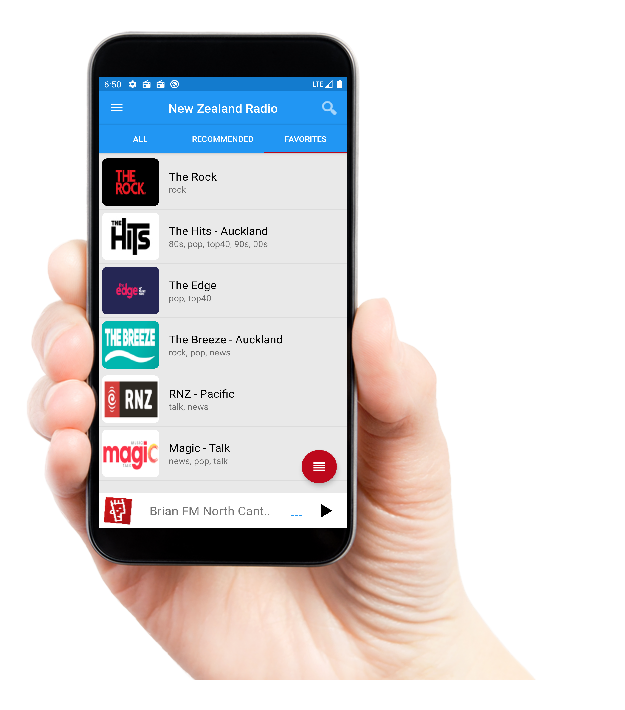 6:50
LTE
New Zealand Radio
ALL
RECOMMENDED
FAVORITES
THE
ROCK
The Rock
rock
THE
HiTS
The Hits - Auckland
80s, pop, top40, 90s, 00s
edge
The Edge
pop, top40
THE BREEZE
The Breeze - Auckland
rock, pop, news
RNZ
RNZ - Pacific
talk, news
magic
Magic - Talk
news, pop, talk
Brian FM North Cant..
---